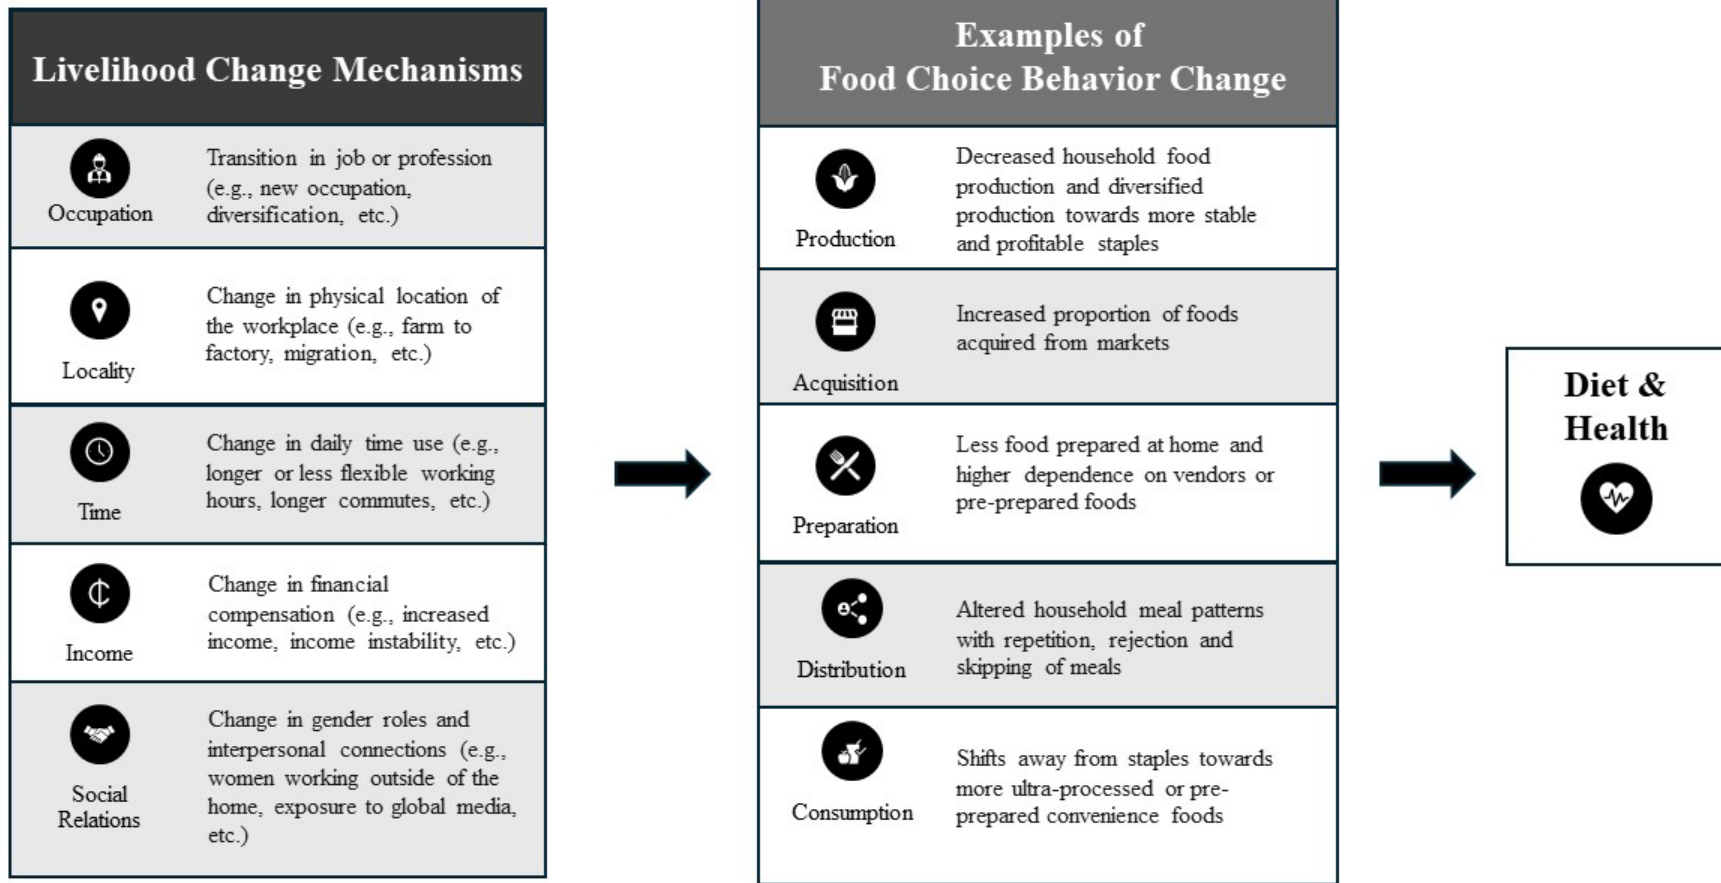 Livelihood Change Mechanisms
Occupation
Transition in job or profession
(e.g., new occupation,
diversification, etc.)
Locality
Change in physical location of
the workplace (e.g., farm to
factory, migration, etc.)
Time
Change in daily time use (e.g.,
longer or less flexible working
hours, longer commutes, etc.)
Income
Change in financial
compensation (e.g., increased
income, income instability, etc.)
Social
Relations
Change in gender roles and
interpersonal connections (e.g.,
women working outside of the
home, exposure to global media,
etc.)
Examples of
Food Choice Behavior Change
Production
Decreased household food
production and diversified
production towards more stable
and profitable staples
Acquisition
Increased proportion of foods
acquired from markets
Preparation
Less food prepared at home and
higher dependence on vendors or
pre-prepared foods
Distribution
Altered household meal patterns
with repetition, rejection and
skipping of meals
Consumption
Shifts away from staples towards
more ultra-processed or pre-
prepared convenience foods
Diet &
Health